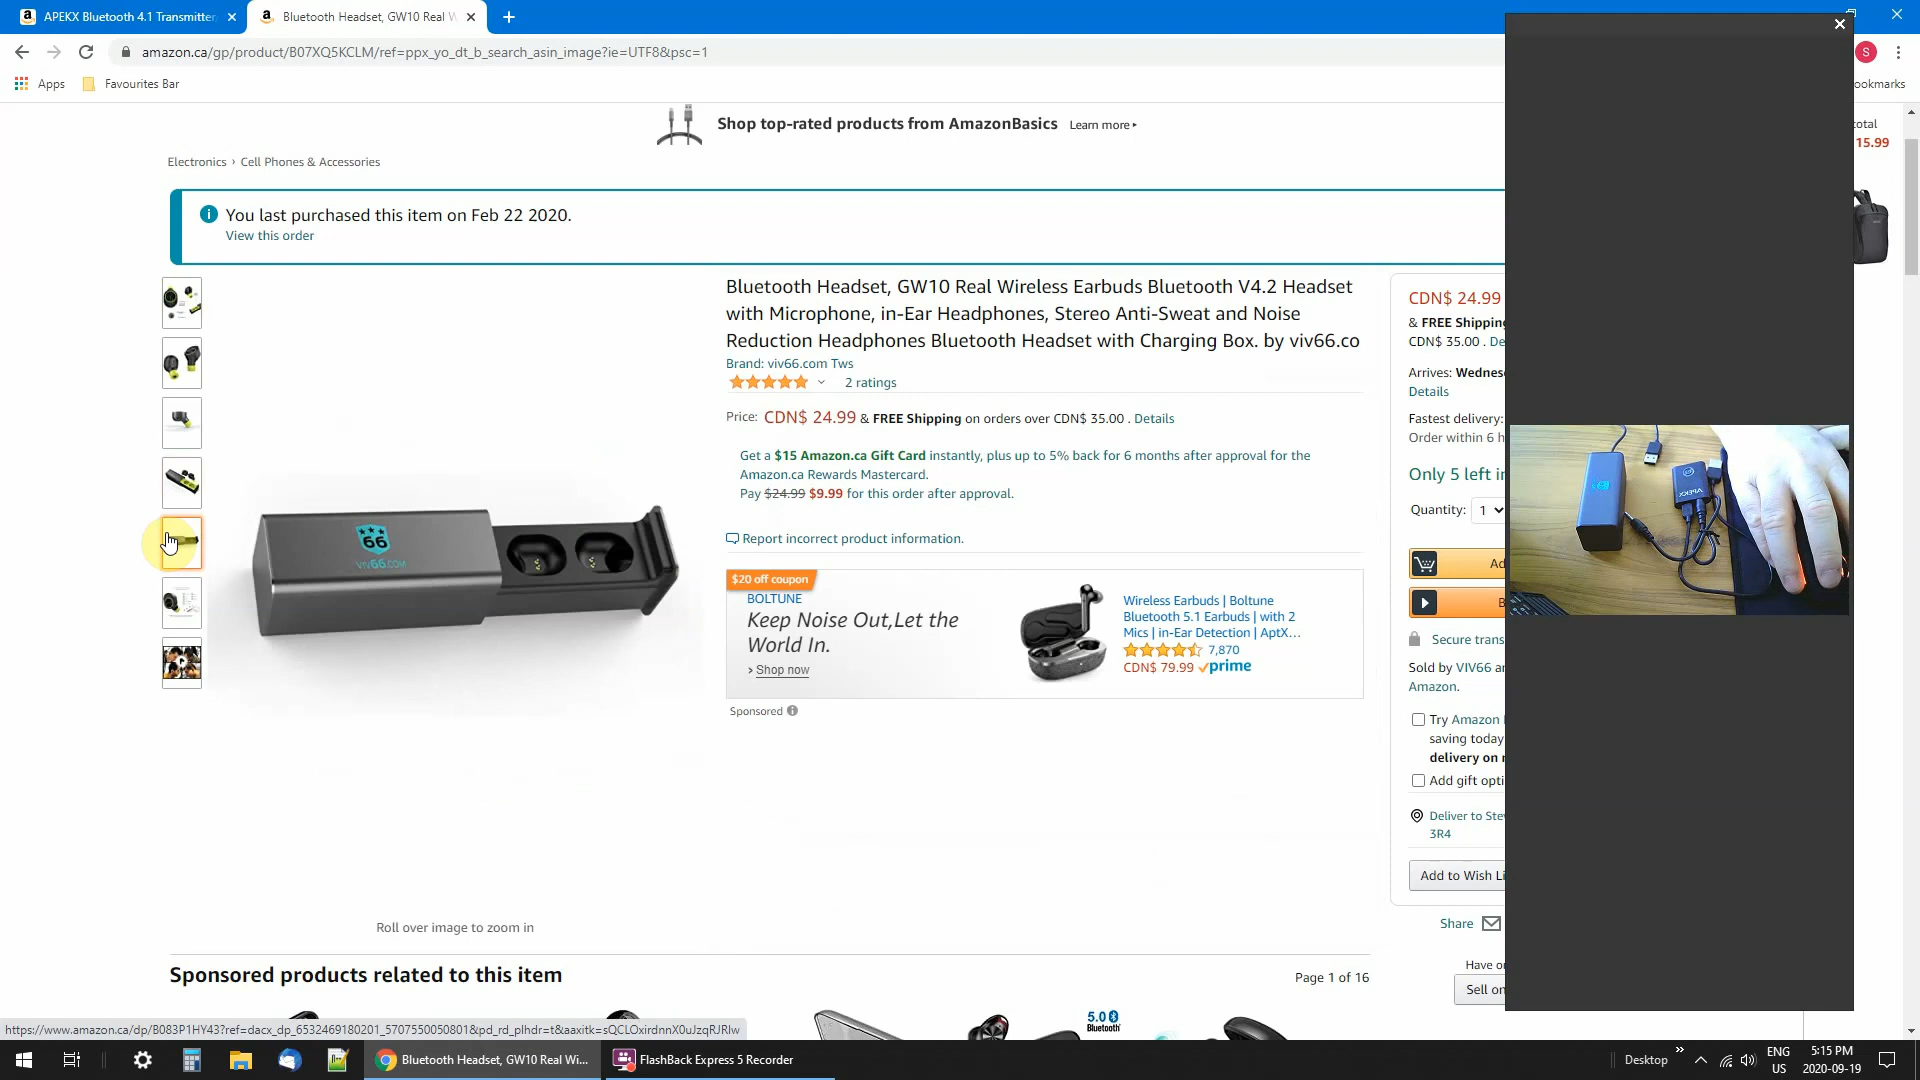 APEKX Bluetooth 4.1 Transmitter
Bluetooth Headset, GW10 Real W
amazon.ca/gp/product/B07XQ5KCLM/ref=ppx_yo_dt_b_search_asin_image?ie=UTF8&psc=1
S
Apps
Favourites Bar
ookmarks
Shop top-rated products from AmazonBasics Learn more
otal
15.99
Electronics › Cell Phones & Accessories
You last purchased this item on Feb 22 2020.
View this order
66
VIV66.COM
Roll over image to zoom in
Bluetooth Headset, GW10 Real Wireless Earbuds Bluetooth V4.2 Headset
with Microphone, in-Ear Headphones, Stereo Anti-Sweat and Noise
Reduction Headphones Bluetooth Headset with Charging Box. by viv66.co
Brand: viv66.com Tws
2 ratings
Price: CDN$ 24.99 & FREE Shipping on orders over CDN$ 35.00 . Details
Get a $15 Amazon.ca Gift Card instantly, plus up to 5% back for 6 months after approval for the
Amazon.ca Rewards Mastercard.
Pay $24.99 $9.99 for this order after approval.
Report incorrect product information.
$20 off coupon
BOLTUNE
Keep Noise Out,Let the
World In.
› Shop now
Wireless Earbuds | Boltune
Bluetooth 5.1 Earbuds | with 2
Mics | in-Ear Detection | AptX...
7,870
CDN$ 79.99 prime
Sponsored
CDN$ 24.99
& FREE Shipping
CDN$ 35.00 . De
Arrives: Wednes
Details
Fastest delivery:
Order within 6 h
Only 5 left in
Quantity: 1
Ad
B
Secure trans
Sold by VIV66 an
Amazon.
Try Amazon
saving today
delivery on
Add gift opti
Deliver to Ste
3R4
Add to Wish Li
Share
Have o
Sell on
APEKX
Sponsored products related to this item
Page 1 of 16
5.0
Bluetooth
https://www.amazon.ca/dp/B083P1HY43?ref=dacx_dp_6532469180201_570755005080​1&pd_rd_plhdr=t&aaxitk=sQCLOxirdnnX0uJzqRJRIw
Bluetooth Headset, GW10 Real Wi...
FlashBack Express 5 Recorder
Desktop
ENG
US
5:15 PM
2020-09-19